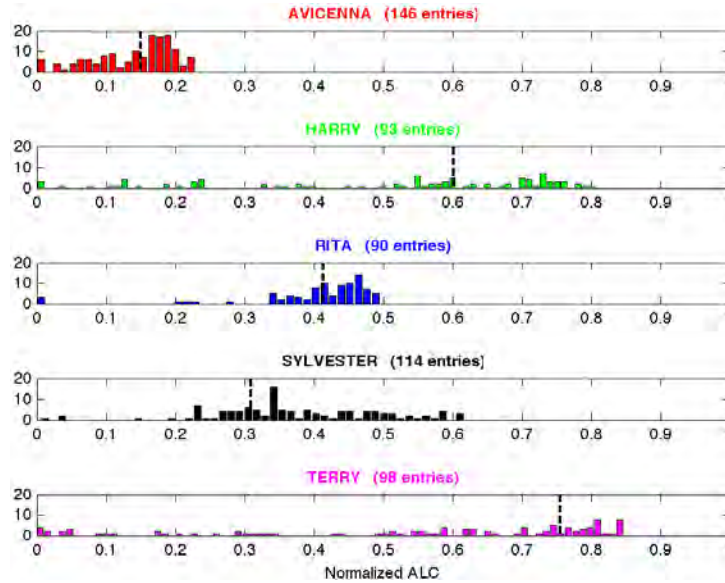 AVICENNA (146 entries)
20
10
0
0 0.1 0.2 0.3 0.4 0.5 0.6 0.7 0.8 0.9
HARRY (93 entries)
20
10
0
0 0.1 0.2 0.3 0.4 0.5 0.6 0.7 0.8 0.9
RITA (90 entries)
20
10
0
0 0.1 0.2 0.3 0.4 0.5 0.6 0.7 0.8 0.9
SYLVESTER (114 entries)
20
10
0
0 0.1 0.2 0.3 0.4 0.5 0.6 0.7 0.8 0.9
TERRY (98 entries)
20
10
0
0 0.1 0.2 0.3 0.4 0.5 0.6 0.7 0.8 0.9
Normalized ALC